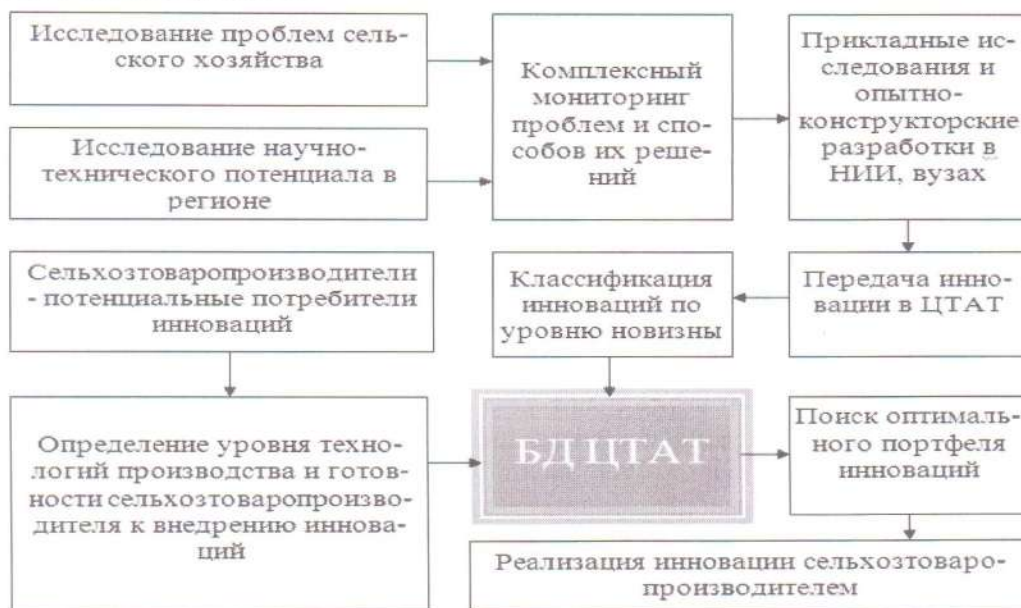 Исследование проблем сель-
ского хозяйства
Исследование научно-
технического потенциала в
регионе
Комплексный
мониторинг
проблем и спо-
собов их реше-
ний
Прикладные ис-
следования и
опытно-
конструкторские
разработки в
НИИ, вузах
Сельхозтоваропроизводители
- потенциальные потребители
инноваций
Классификация
инноваций по
уровню новизны
Передача инно-
вации в ЦТАТ
Определение уровня техно-
логий производства и готов-
ности сельхозтоваропроизво-
дителя к внедрению иннова-
ций
БД ЦТАТ
Поиск оптималь-
ного портфеля
инноваций
Реализация инновации сельхозтоваро-
производителем